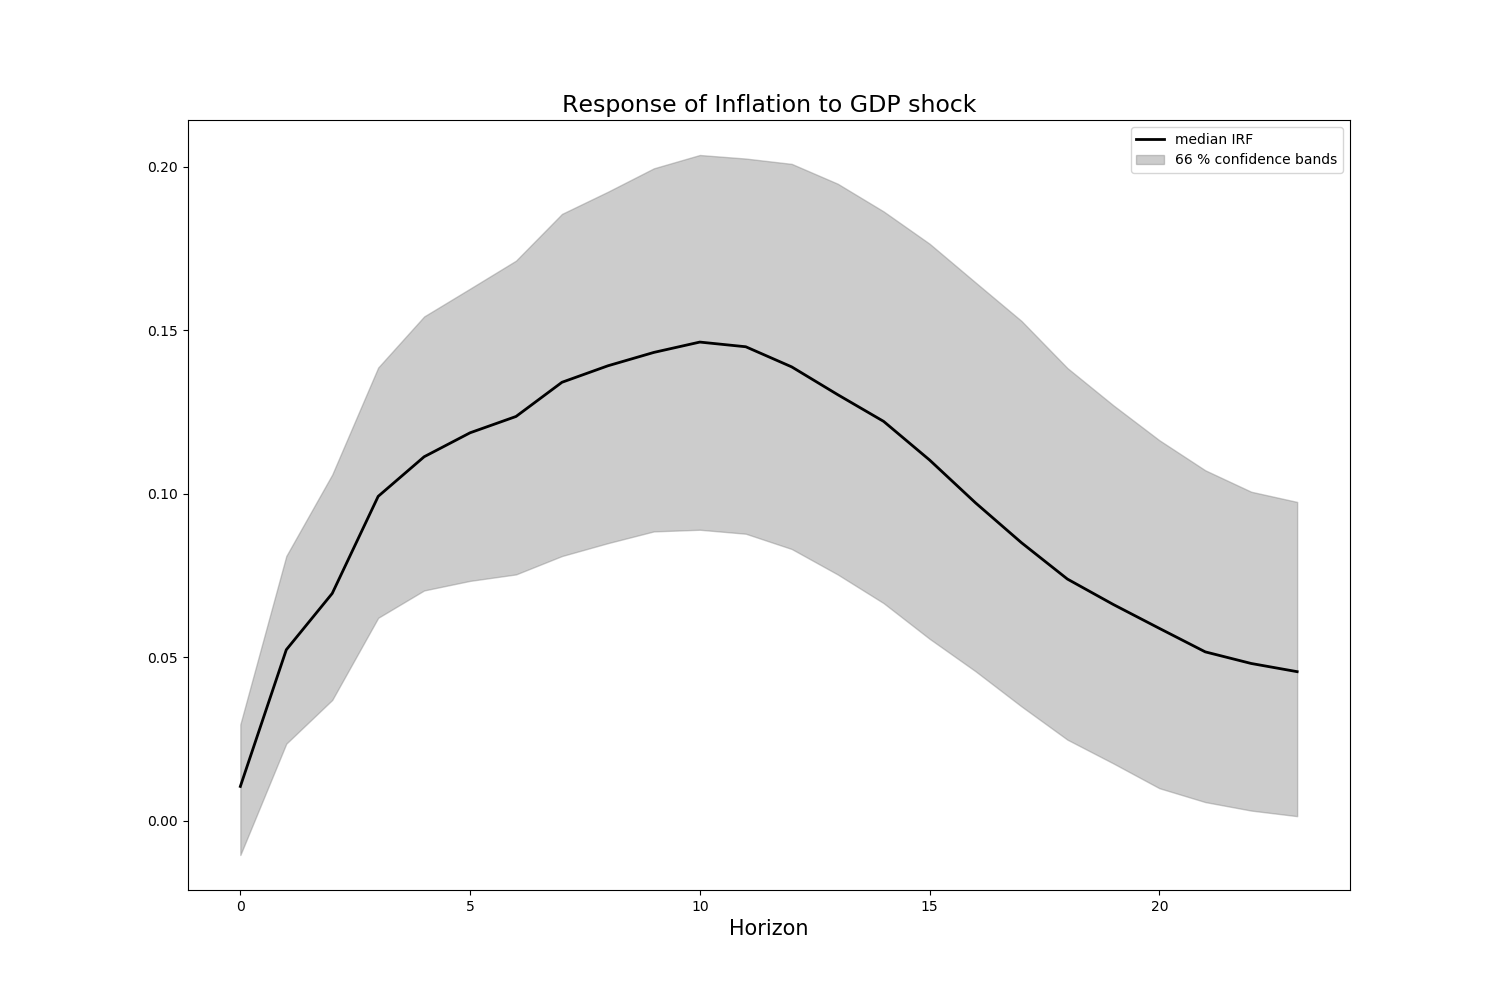 Response of Inflation to GDP shock
median IRF
66 % confidence bands
0.20
0.15
0.10
0.05
0.00
0 5 10 15 20
Horizon